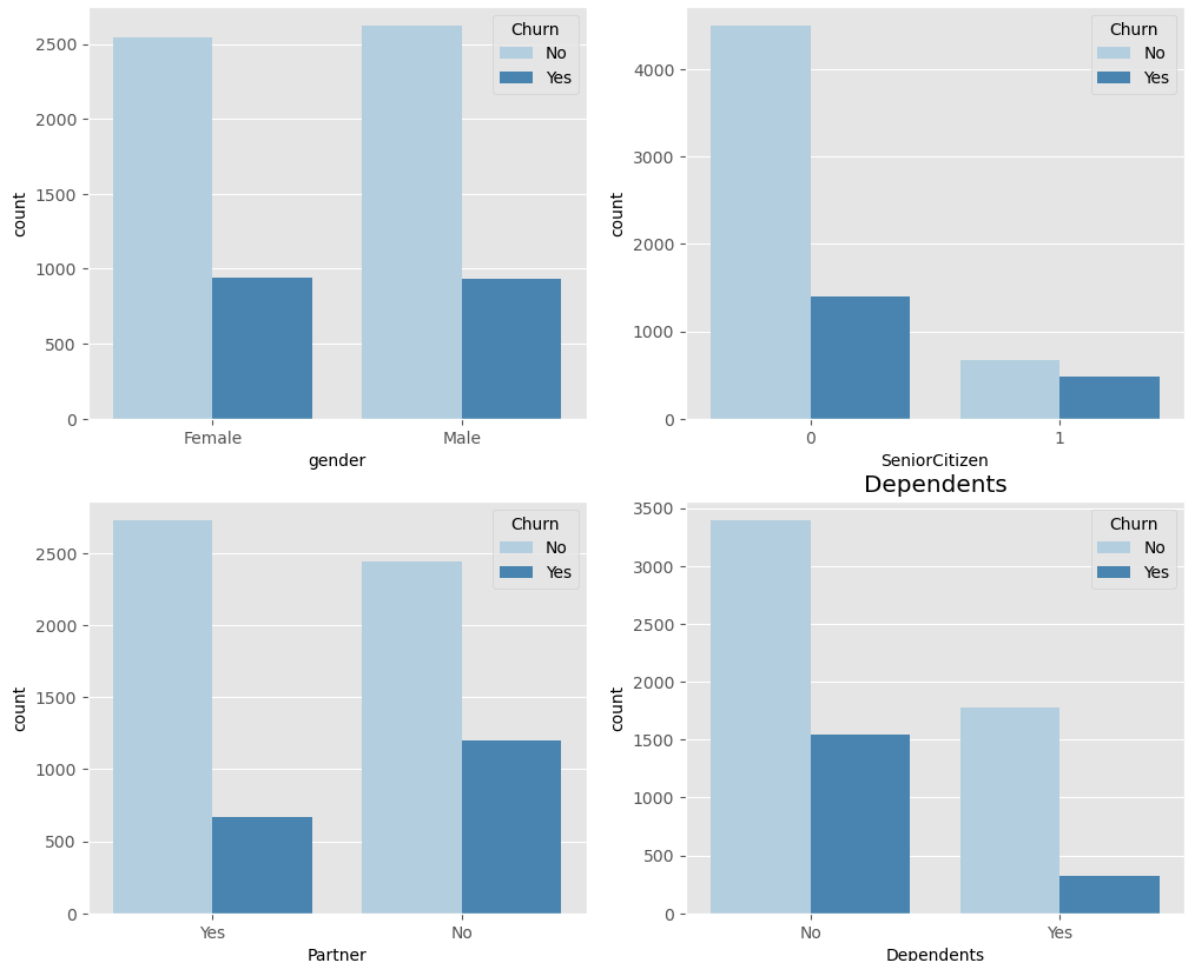 2500
2000
1500
1000
500
0
count
Churn
No
Yes
Female
Male
gender
4000
3000
2000
1000
0
count
Churn
No
Yes
0
1
SeniorCitizen
2500
2000
1500
1000
500
0
count
Churn
No
Yes
Yes
No
Partner
Dependents
3500
3000
2500
2000
1500
1000
500
0
count
Churn
No
Yes
No
Yes
Dependents